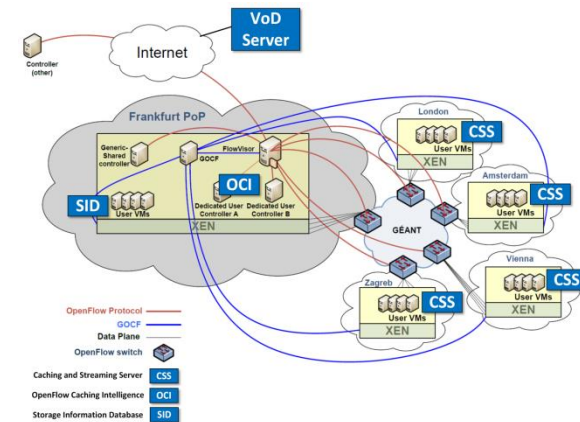 VoD
Server
Internet
Controller
(other)
Frankfurt PoP
Generic-
Shared
controller
GOCF
FlowVisor
OCI
Dedicated User
Controller A
Dedicated User
Controller B
SID
User VMs
XEN
London
CSS
User VMs
XEN
Amsterdam
CSS
User VMs
XEN
GÉANT
Vienna
CSS
User VMs
XEN
Zagreb
CSS
User VMs
XEN
OpenFlow Protocol
GOCF
Data Plane
OpenFlow switch
Caching and Streaming Server CSS
OpenFlow Caching Intelligence OCI
Storage Information Database SID